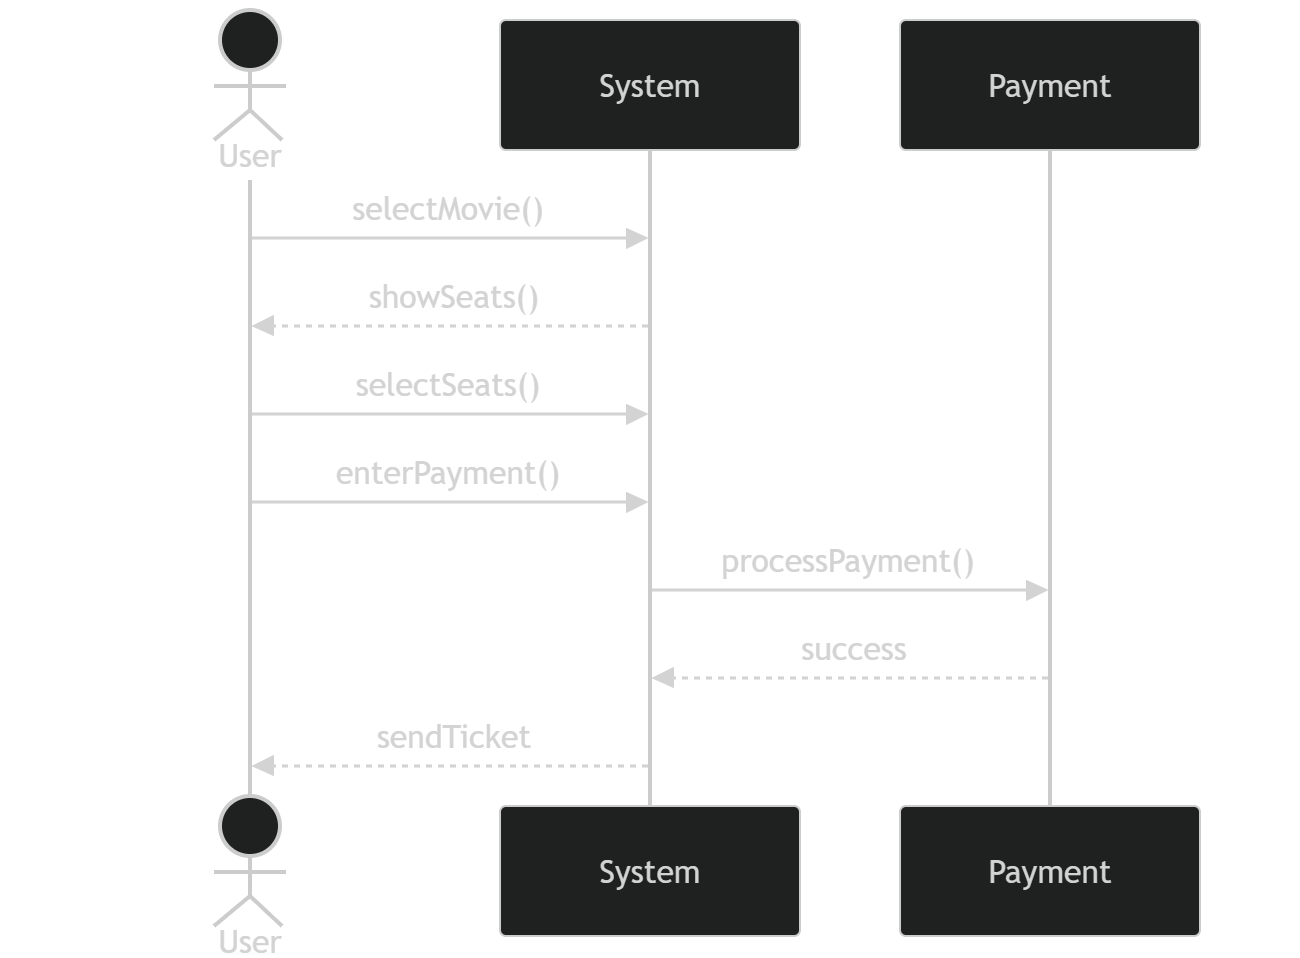 System
Payment
User
selectMovie()
showSeats()
selectSeats()
enterPayment()
processPayment()
success
sendTicket
System
Payment
User